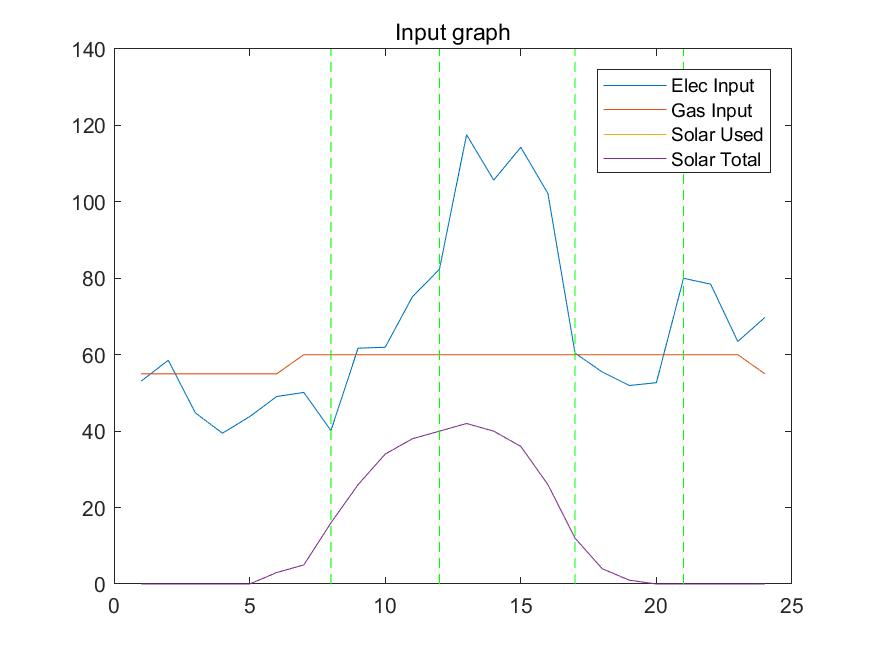 Input graph
140
120
100
80
60
40
20
0
Elec Input
Gas Input
Solar Used
Solar Total
0 5 10 15 20 25